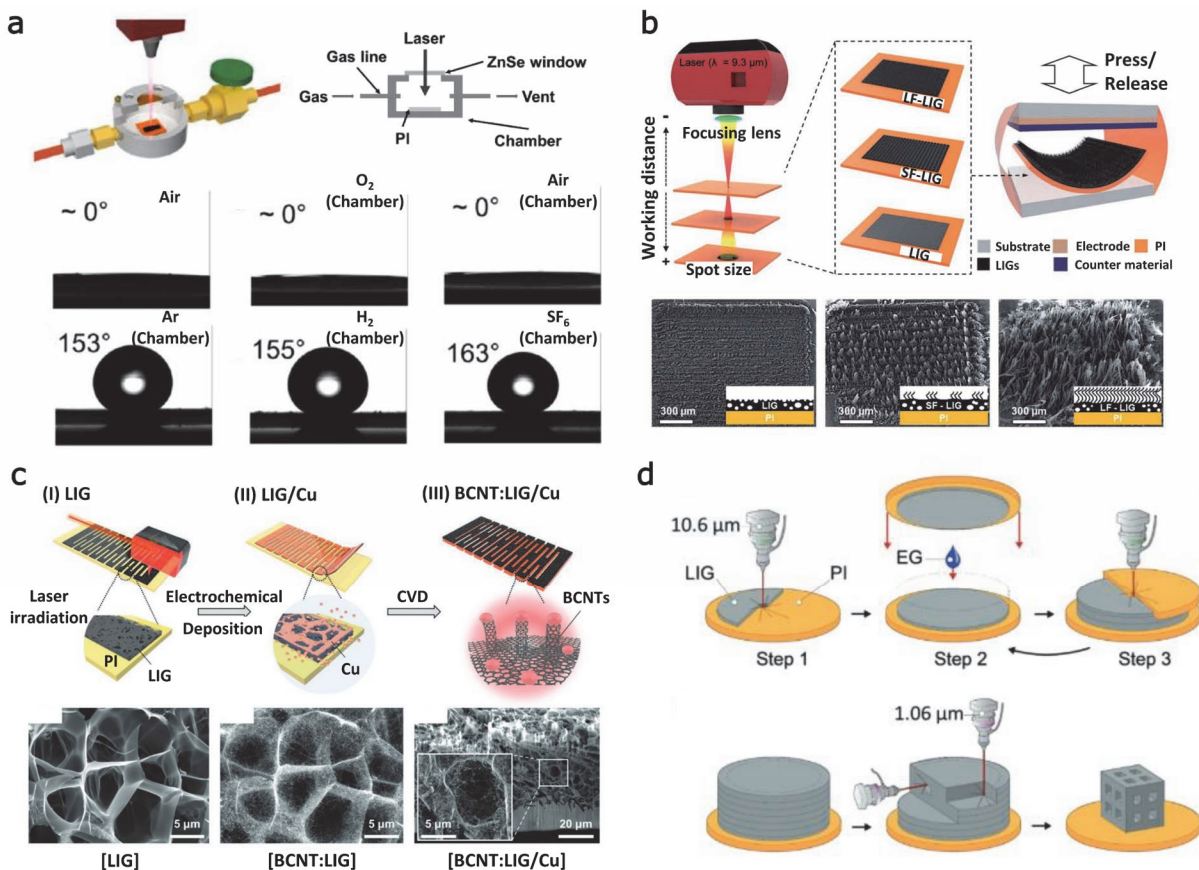 a
Laser
Gas line
ZnSe window
Gas
Vent
PI
Chamber
~ 0°
Air
~ 0°
O2
(Chamber)
~ 0°
Air
(Chamber)
153°
Ar
(Chamber)
155°
H2
(Chamber)
163°
SF6
(Chamber)
b
Laser (λ = 9.3 µm)
Focusing lens
-
Working distance
+
Spot size
LF-LIG
SF-LIG
LIG
Press/
Release
Substrate
Electrode
PI
LIGs
Counter material
300 µm
LIG
PI
300 µm
SF - LIG
PI
300 µm
LF - LIG
PI
c
(I) LIG
(II) LIG/Cu
(III) BCNT:LIG/Cu
Laser
irradiation
Electrochemical
Deposition
CVD
BCNTs
PI
LIG
Cu
5 µm
5 µm
5 µm
20 µm
[LIG]
[BCNT:LIG]
[BCNT:LIG/Cu]
d
10.6 µm
LIG
PI
EG
Step 1
Step 2
Step 3
1.06 µm